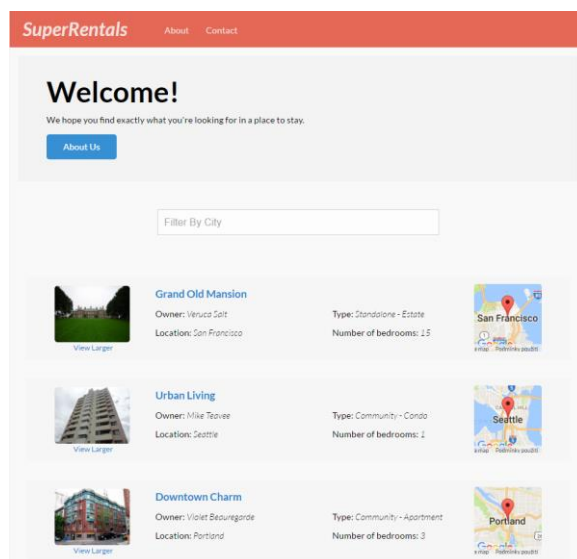 SuperRentals About Contact
Welcome!
We hope you find exactly what you're looking for in a place to stay.
About Us
Filter By City
Grand Old Mansion
Owner: Veruca Salt Type: Standalone - Estate
Location: San Francisco Number of bedrooms: 15
View Larger
San Francisco
Google
Urban Living
Owner: Mike Teavee Type: Community - Condo
Location: Seattle Number of bedrooms: 1
View Larger
Seattle
Google
Downtown Charm
Owner: Violet Beauregarde Type: Community - Apartment
Location: Portland Number of bedrooms: 3
View Larger
Portland
Google